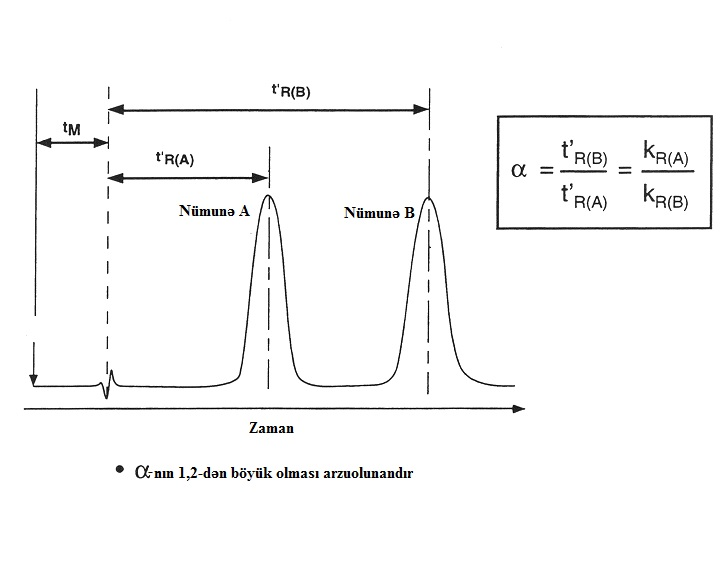 t'R(B)
tM
t'R(A)
Nümunə A
Nümunə B
α = t'R(B) / t'R(A) = kR(A) / kR(B)
Zaman
• α-nın 1,2-dən böyük olması arzuolunandır